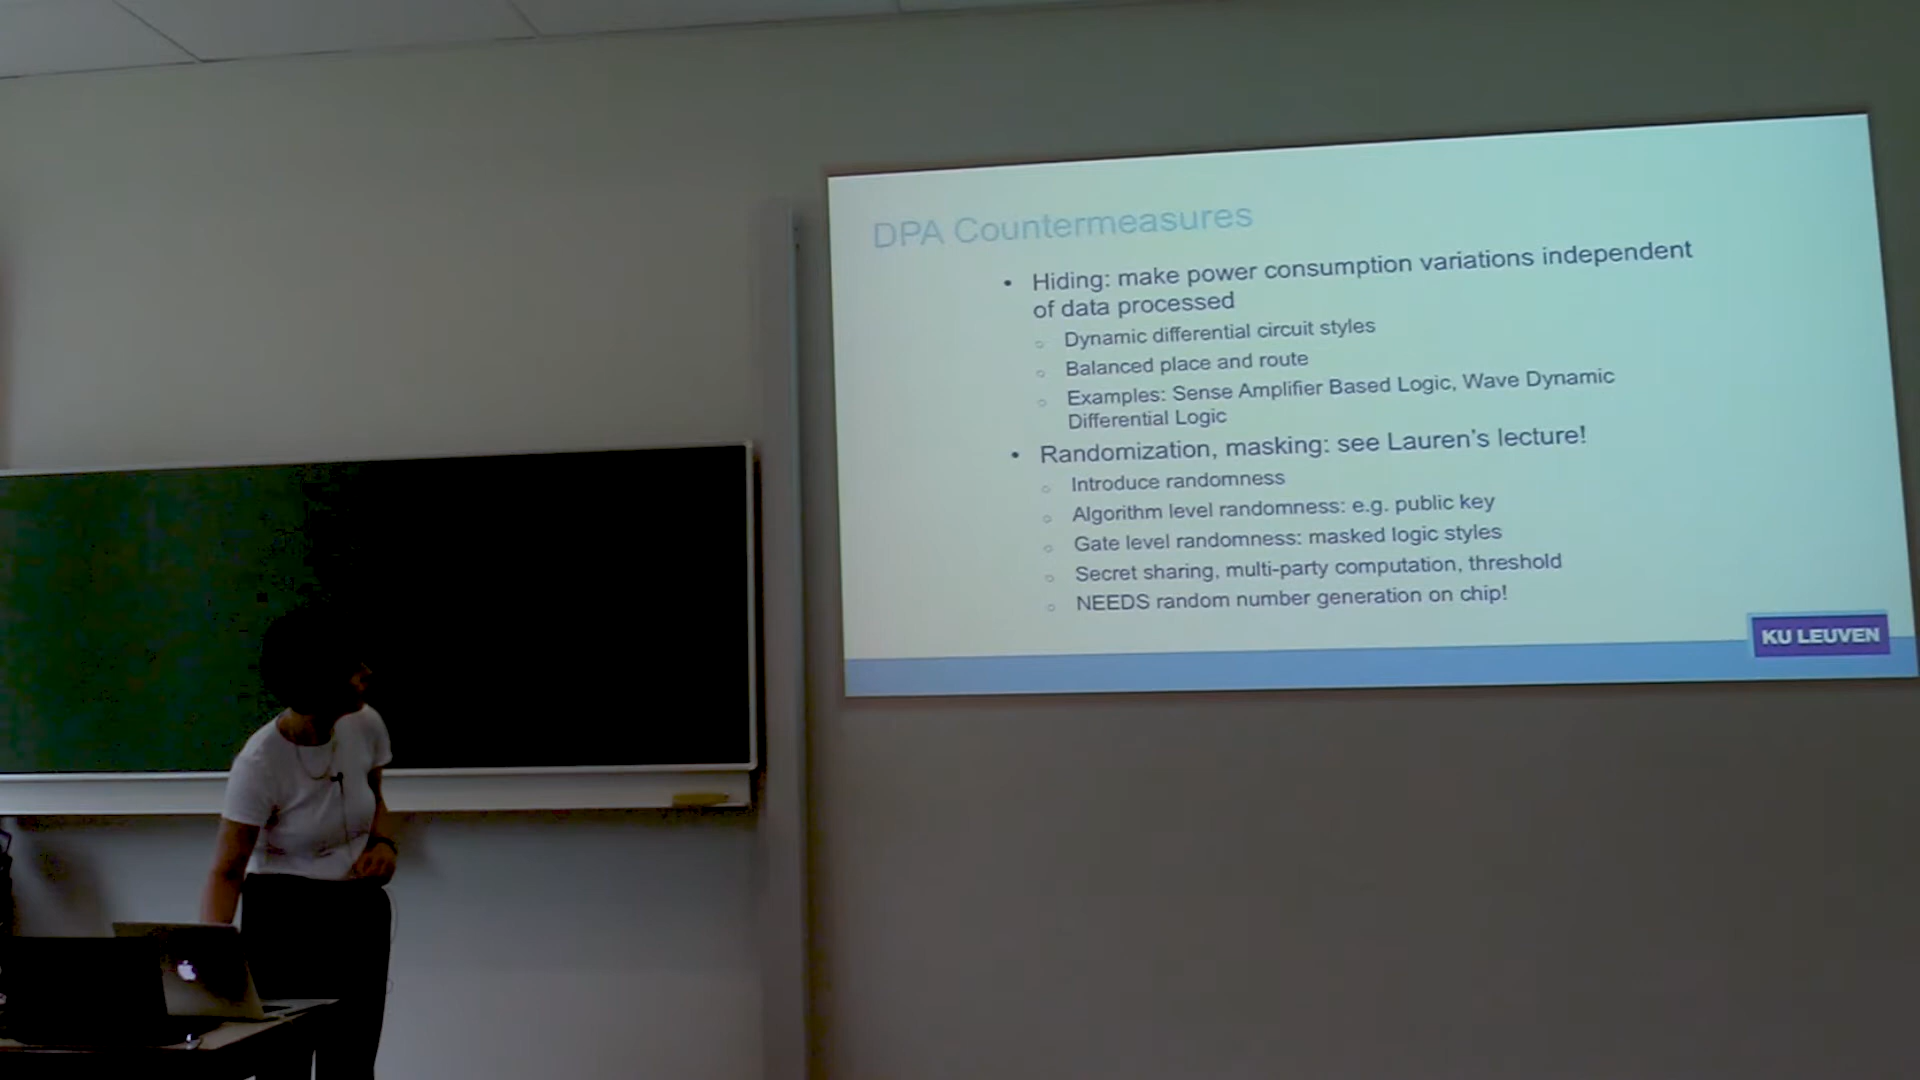 DPA Countermeasures
• Hiding: make power consumption variations independent
of data processed
○ Dynamic differential circuit styles
○ Balanced place and route
○ Examples: Sense Amplifier Based Logic, Wave Dynamic
Differential Logic
• Randomization, masking: see Lauren's lecture!
○ Introduce randomness
○ Algorithm level randomness: e.g. public key
○ Gate level randomness: masked logic styles
○ Secret sharing, multi-party computation, threshold
○ NEEDS random number generation on chip!
KU LEUVEN